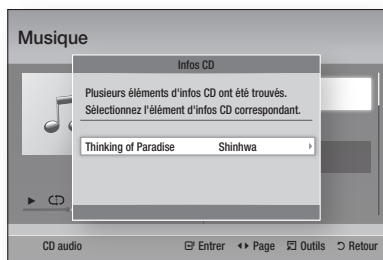 Musique
Infos CD
Plusieurs éléments d'infos CD ont été trouvés.
Sélectionnez l'élément d'infos CD correspondant.
Thinking of Paradise Shinhwa
CD audio Entrer Page Outils Retour